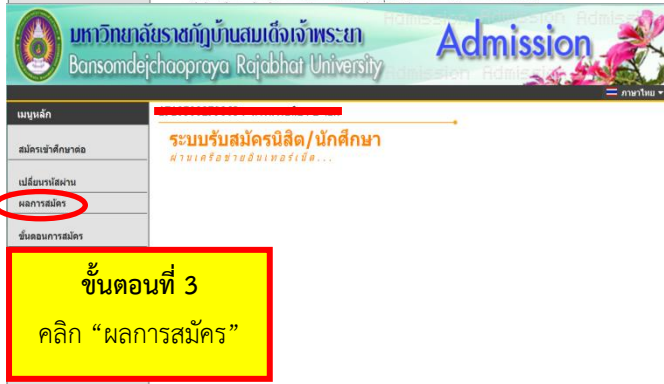 มหาวิทยาลัยราชภัฏบ้านสมเด็จเจ้าพระยา
Bansomdejchaopraya Rajabhat University
Admission
ภาษาไทย
เมนูหลัก
สมัครเข้าศึกษาต่อ
เปลี่ยนรหัสผ่าน
ผลการสมัคร
ขั้นตอนการสมัคร
ระบบรับสมัครนิสิต/นักศึกษา
ผ่านเครือข่ายอินเทอร์เน็ต...
ขั้นตอนที่ 3
คลิก “ผลการสมัคร”